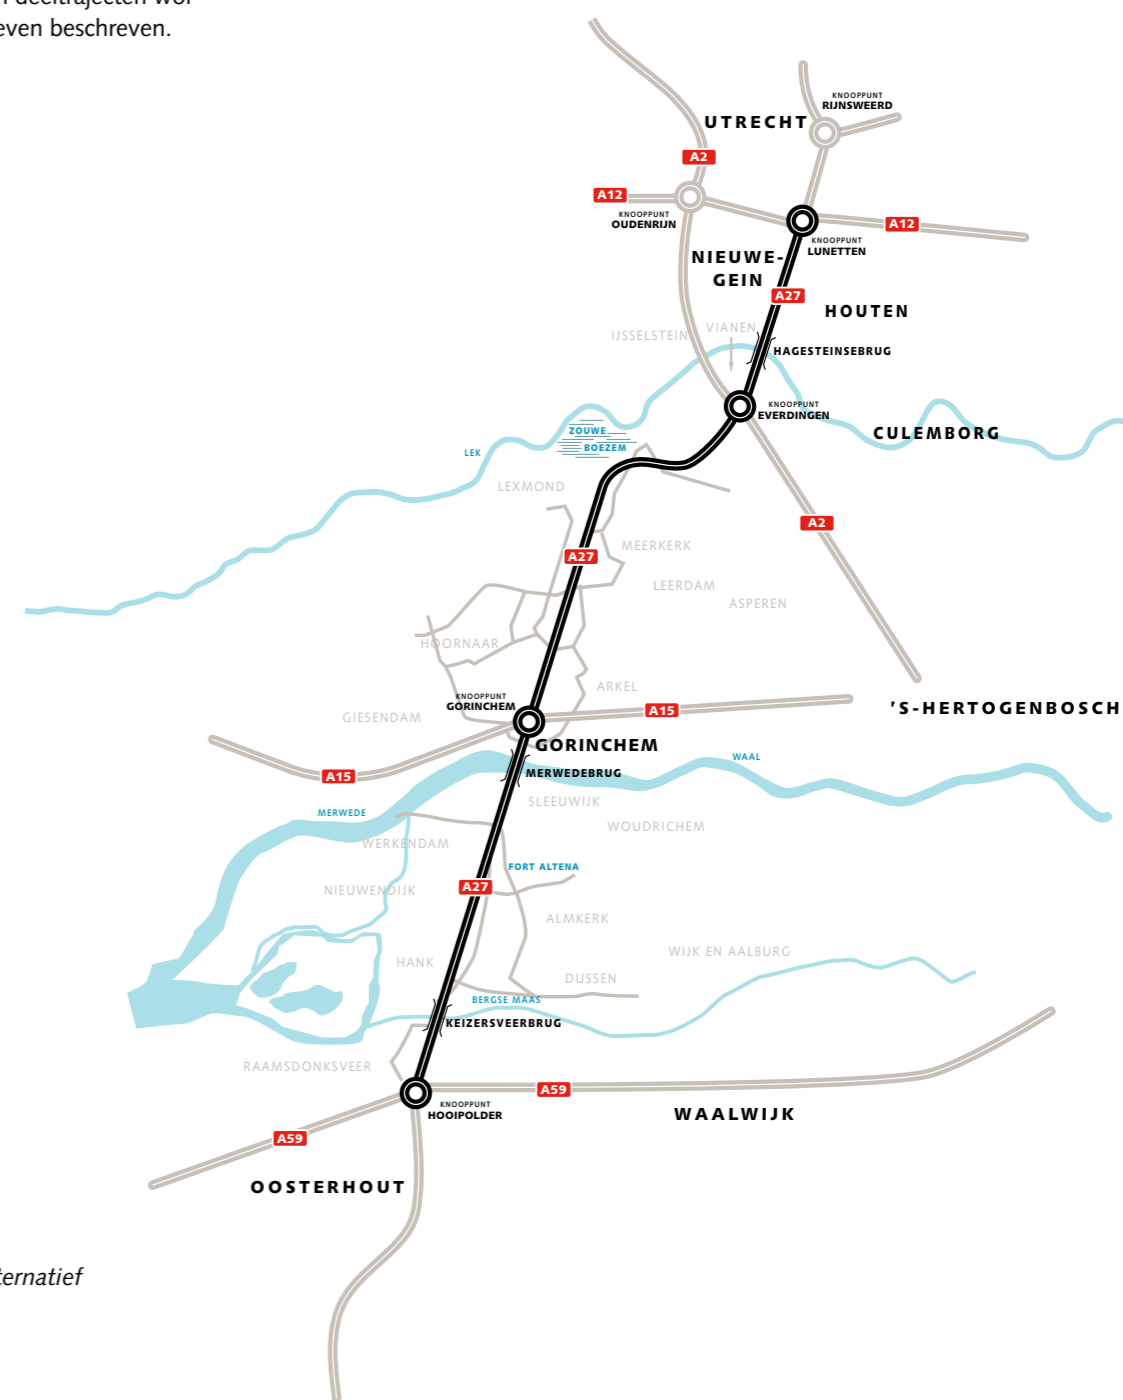 deeltrajecten wor
even beschreven.
KNOOPPUNT
RIJNSWEERD
UTRECHT
A2
A12
KNOOPPUNT
OUDENRIJN
A12
KNOOPPUNT
LUNETTEN
NIEUWE-
GEIN
A27
HOUTEN
VIANEN
IJSSELSTEIN
HAGESTEINSEBRUG
KNOOPPUNT
EVERDINGEN
CULEMBORG
ZOUWE
BOEZEM
LEK
LEXMOND
A2
MEERKERK
A27
LEERDAM
ASPEREN
HOORNAAR
ARKEL
KNOOPPUNT
GORINCHEM
A15
'S-HERTOGENBOSCH
GIESENDAM
GORINCHEM
WAAL
MERWEDEBRUG
A15
SLEEUWIJK
MERWEDE
WOUDRICHEM
WERKENDAM
FORT ALTENA
A27
NIEUWENDIJK
ALMKERK
WIJK EN AALBURG
HANK
DUSSEN
BERGSE MAAS
KEIZERSVEERBRUG
RAAMSDONKSVEER
A59
KNOOPPUNT
HOOIPOLDER
WAALWIJK
A59
OOSTERHOUT
ternatief